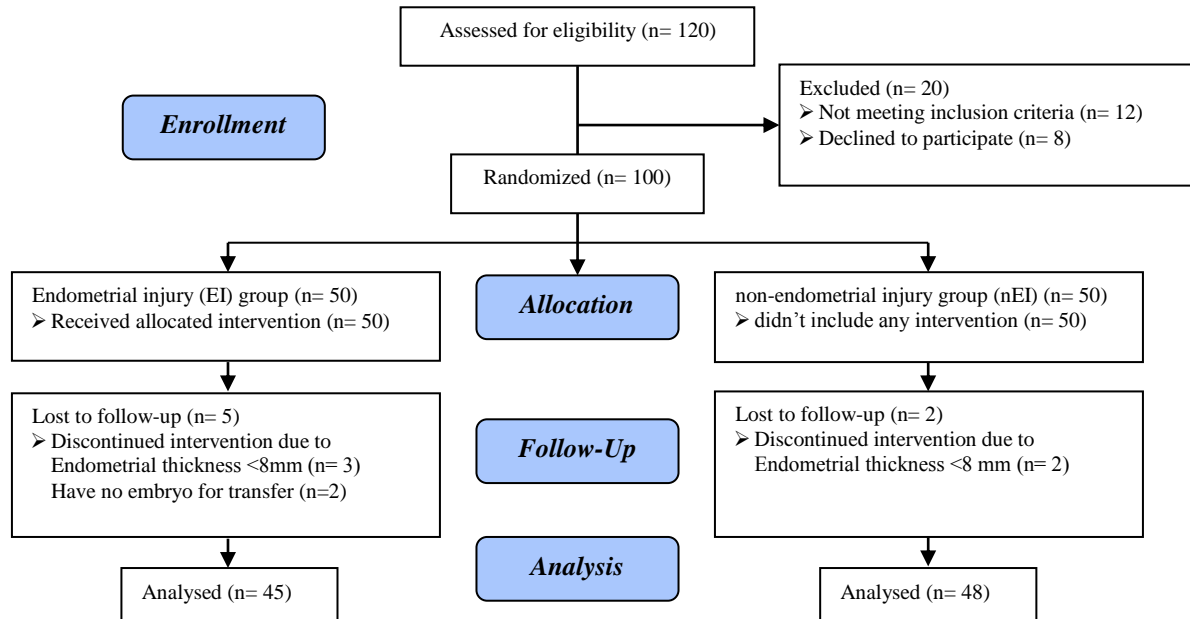 Assessed for eligibility (n= 120)
Excluded (n= 20)
➢ Not meeting inclusion criteria (n= 12)
➢ Declined to participate (n= 8)
Enrollment
Randomized (n= 100)
Endometrial injury (EI) group (n= 50)
➢ Received allocated intervention (n= 50)
Allocation
non-endometrial injury group (nEI) (n= 50)
➢ didn’t include any intervention (n= 50)
Lost to follow-up (n= 5)
➢ Discontinued intervention due to
Endometrial thickness <8mm (n= 3)
Have no embryo for transfer (n=2)
Follow-Up
Lost to follow-up (n= 2)
➢ Discontinued intervention due to
Endometrial thickness <8 mm (n= 2)
Analysis
Analysed (n= 45)
Analysed (n= 48)